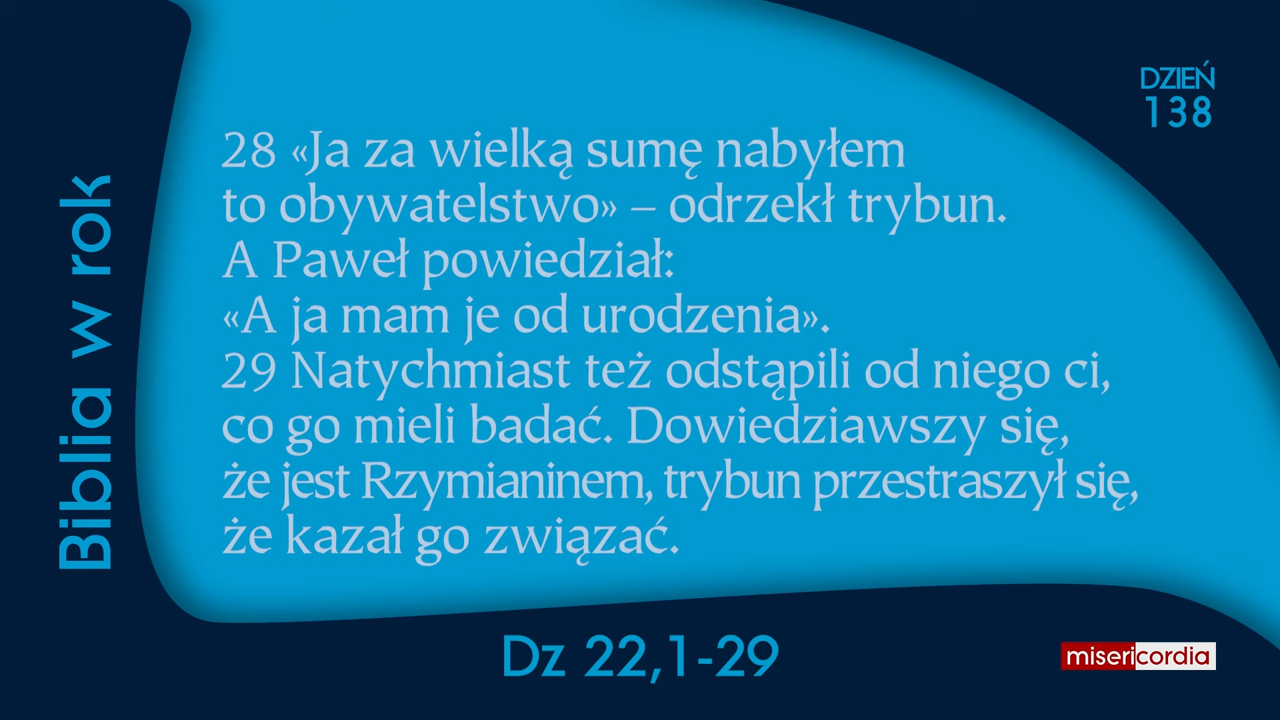 DZIEŃ
138
Biblia w rok
28 «Ja za wielką sumę nabyłem
to obywatelstwo» – odrzekł trybun.
A Paweł powiedział:
«A ja mam je od urodzenia».
29 Natychmiast też odstąpili od niego ci,
co go mieli badać. Dowiedziawszy się,
że jest Rzymianinem, trybun przestraszył się,
że kazał go związać.
Dz 22,1-29
misericordia